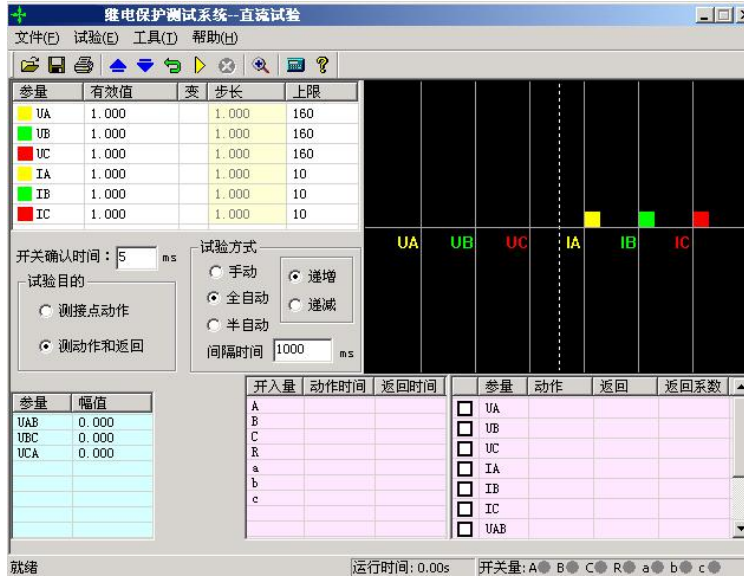 继电保护测试系统--直流试验
文件(F) 试验(E) 工具(T) 帮助(H)
参量 有效值 变 步长 上限
UA 1.000 1.000 160
UB 1.000 1.000 160
UC 1.000 1.000 160
IA 1.000 1.000 10
IB 1.000 1.000 10
IC 1.000 1.000 10
UA UB UC IA IB IC
开关确认时间：5 ms
试验目的
测接点动作
测动作和返回
试验方式
手动
全自动
半自动
递增
递减
间隔时间 1000 ms
参量 幅值
UAB 0.000
UBC 0.000
UCA 0.000
开入量 动作时间 返回时间
A
B
C
R
a
b
c
参量 动作 返回 返回系数
UA
UB
UC
IA
IB
IC
UAB
就绪 运行时间: 0.00s 开关量: A B C R a b c